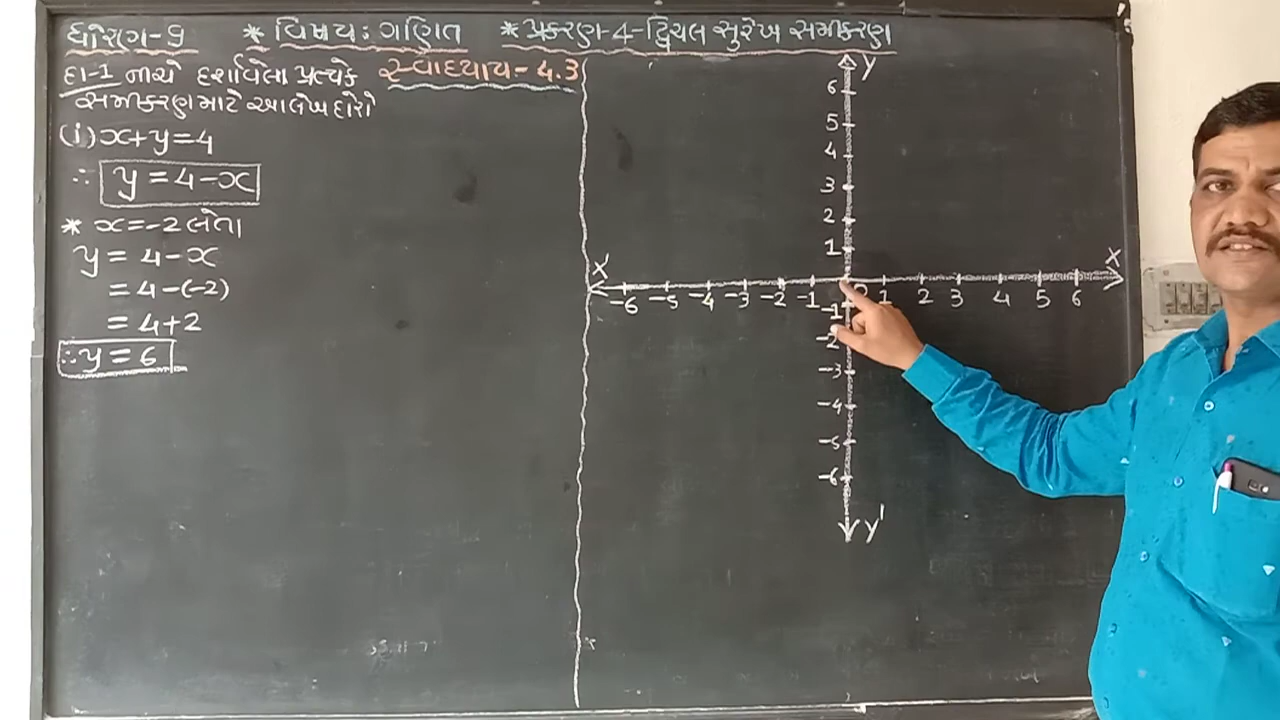 ધોરણ-9 * વિષય: ગણિત * પ્રકરણ-4-દ્વિચલ સુરેખ સમીકરણ
સ્વાધ્યાય-4.3
દા-1 નીચે દર્શાવેલા પ્રત્યેક
સમીકરણ માટે આલેખ દોરો
(i) x+y=4
∴ y=4-x
* x=-2 લેતા
y = 4-x
= 4-(-2)
= 4+2
∴ y = 6
Y
6
5
4
3
2
1
X' X
-6 -5 -4 -3 -2 -1 0 1 2 3 4 5 6
-1
-2
-3
-4
-5
-6
Y'